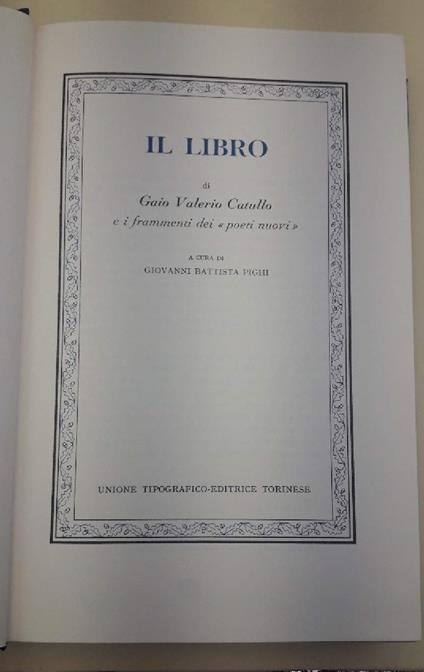 IL LIBRO
di
Gaio Valerio Catullo
e i frammenti dei « poeti nuovi »
A CURA DI
GIOVANNI BATTISTA PIGHI
UNIONE TIPOGRAFICO-EDITRICE TORINESE